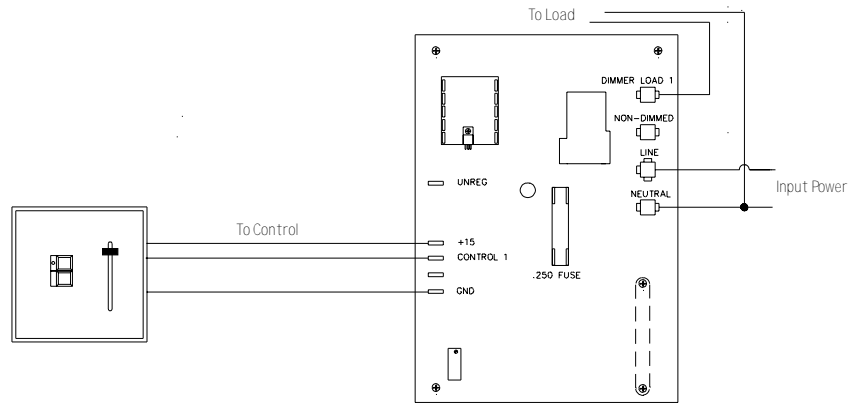 To Load
DIMMER LOAD 1
NON-DIMMED
LINE
Input Power
NEUTRAL
UNREG
To Control
+15
CONTROL 1
.250 FUSE
GND